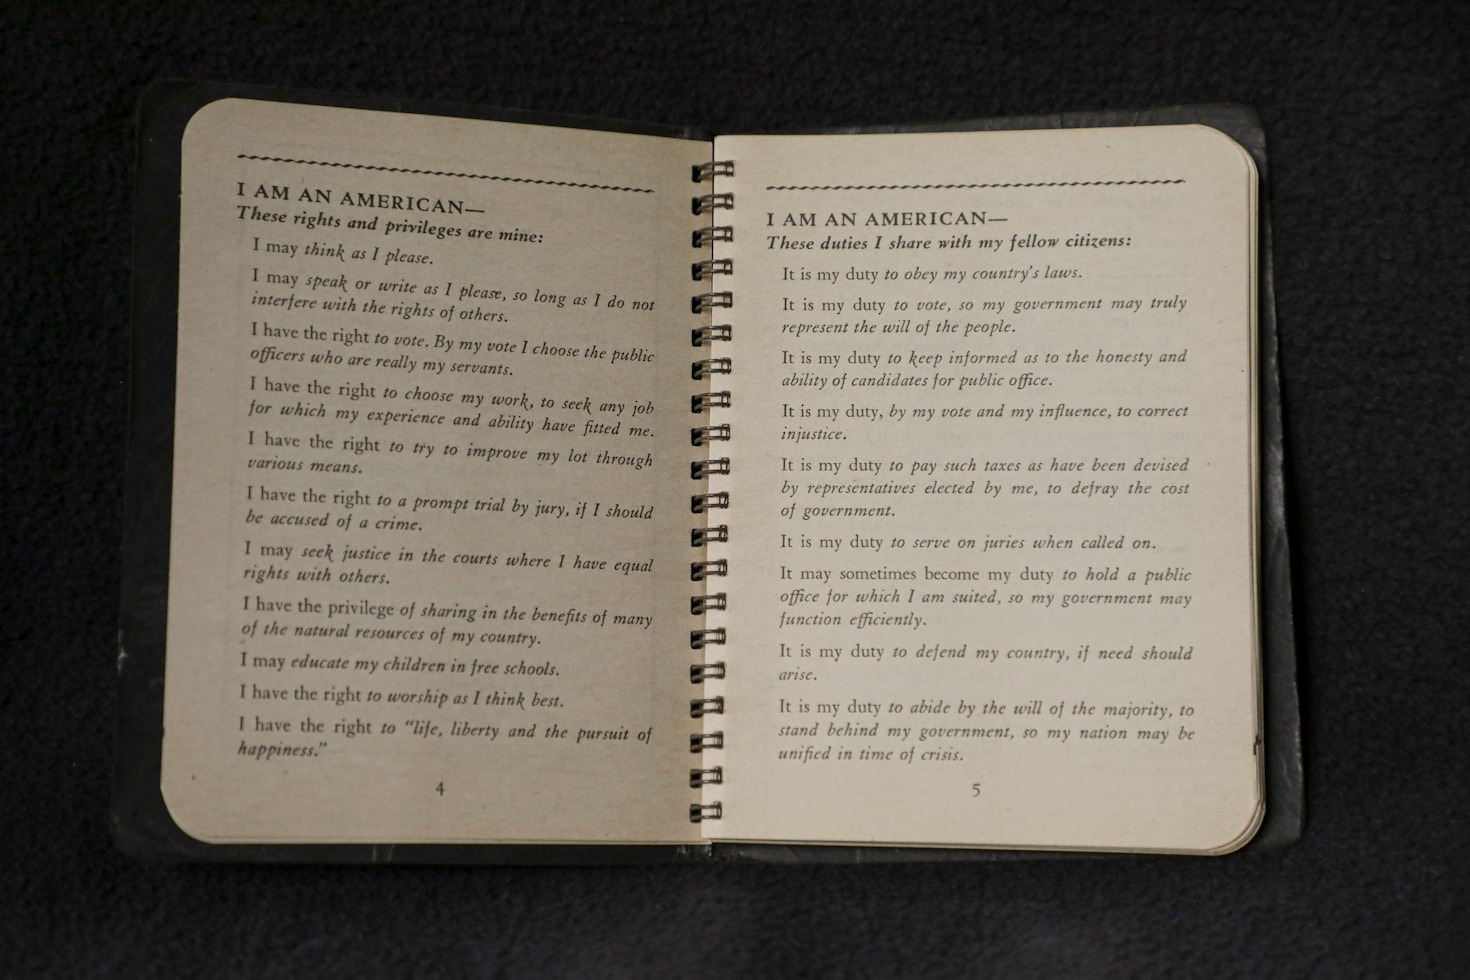 I AM AN AMERICAN—
These rights and privileges are mine:
I may think as I please.
I may speak or write as I please, so long as I do not
interfere with the rights of others.
I have the right to vote. By my vote I choose the public
officers who are really my servants.
I have the right to choose my work, to seek any job
for which my experience and ability have fitted me.
I have the right to try to improve my lot through
various means.
I have the right to a prompt trial by jury, if I should
be accused of a crime.
I may seek justice in the courts where I have equal
rights with others.
I have the privilege of sharing in the benefits of many
of the natural resources of my country.
I may educate my children in free schools.
I have the right to worship as I think best.
I have the right to “life, liberty and the pursuit of
happiness.”
4
I AM AN AMERICAN—
These duties I share with my fellow citizens:
It is my duty to obey my country's laws.
It is my duty to vote, so my government may truly
represent the will of the people.
It is my duty to keep informed as to the honesty and
ability of candidates for public office.
It is my duty, by my vote and my influence, to correct
injustice.
It is my duty to pay such taxes as have been devised
by representatives elected by me, to defray the cost
of government.
It is my duty to serve on juries when called on.
It may sometimes become my duty to hold a public
office for which I am suited, so my government may
function efficiently.
It is my duty to defend my country, if need should
arise.
It is my duty to abide by the will of the majority, to
stand behind my government, so my nation may be
unified in time of crisis.
5